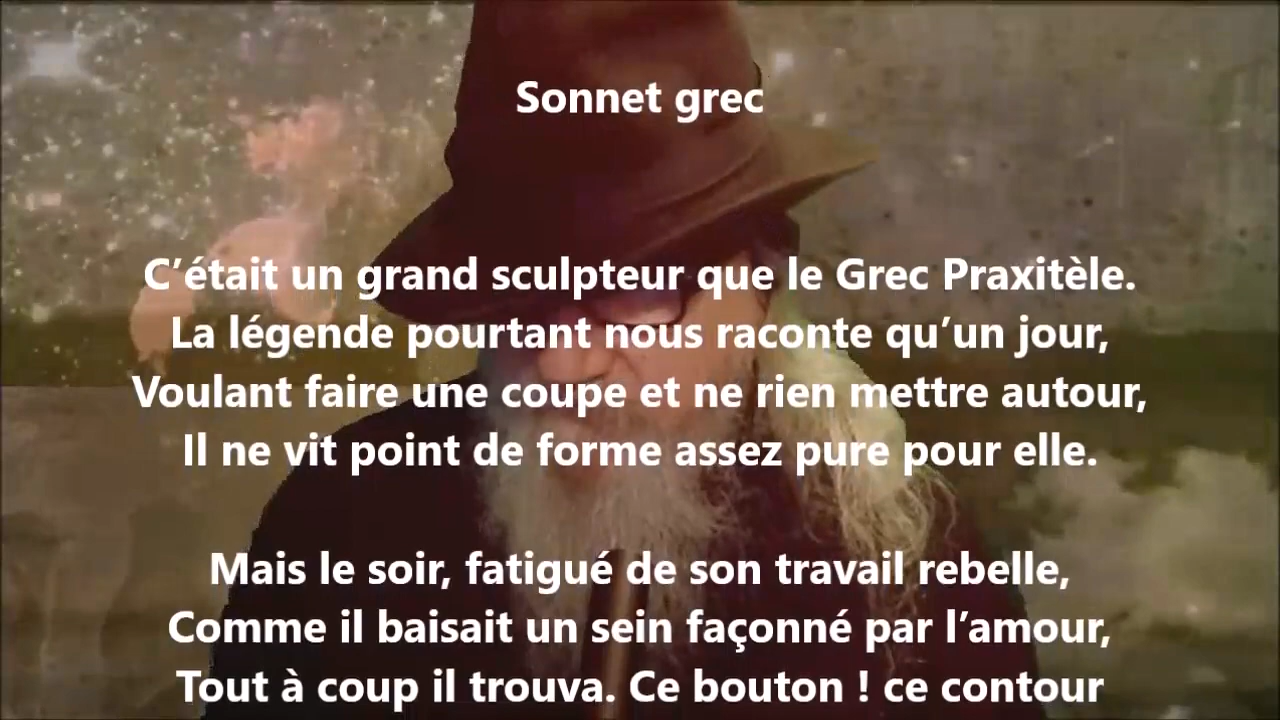 Sonnet grec
C’était un grand sculpteur que le Grec Praxitèle.
La légende pourtant nous raconte qu’un jour,
Voulant faire une coupe et ne rien mettre autour,
Il ne vit point de forme assez pure pour elle.
Mais le soir, fatigué de son travail rebelle,
Comme il baisait un sein façonné par l’amour,
Tout à coup il trouva. Ce bouton ! ce contour